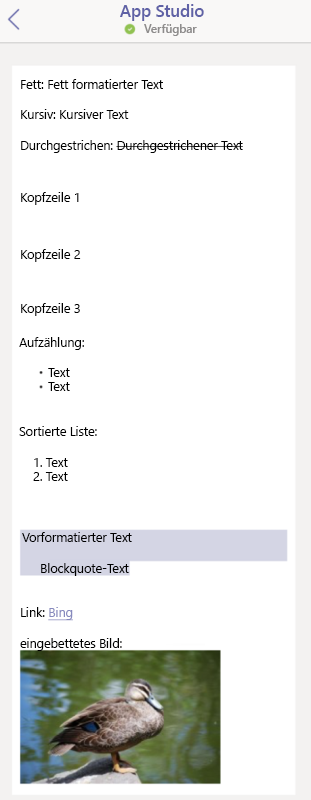 App Studio
Verfügbar
Fett: Fett formatierter Text
Kursiv: Kursiver Text
Durchgestrichen: Durchgestrichener Text
Kopfzeile 1
Kopfzeile 2
Kopfzeile 3
Aufzählung:
• Text
• Text
Sortierte Liste:
1. Text
2. Text
Vorformatierter Text
Blockquote-Text
Link: Bing
eingebettetes Bild: